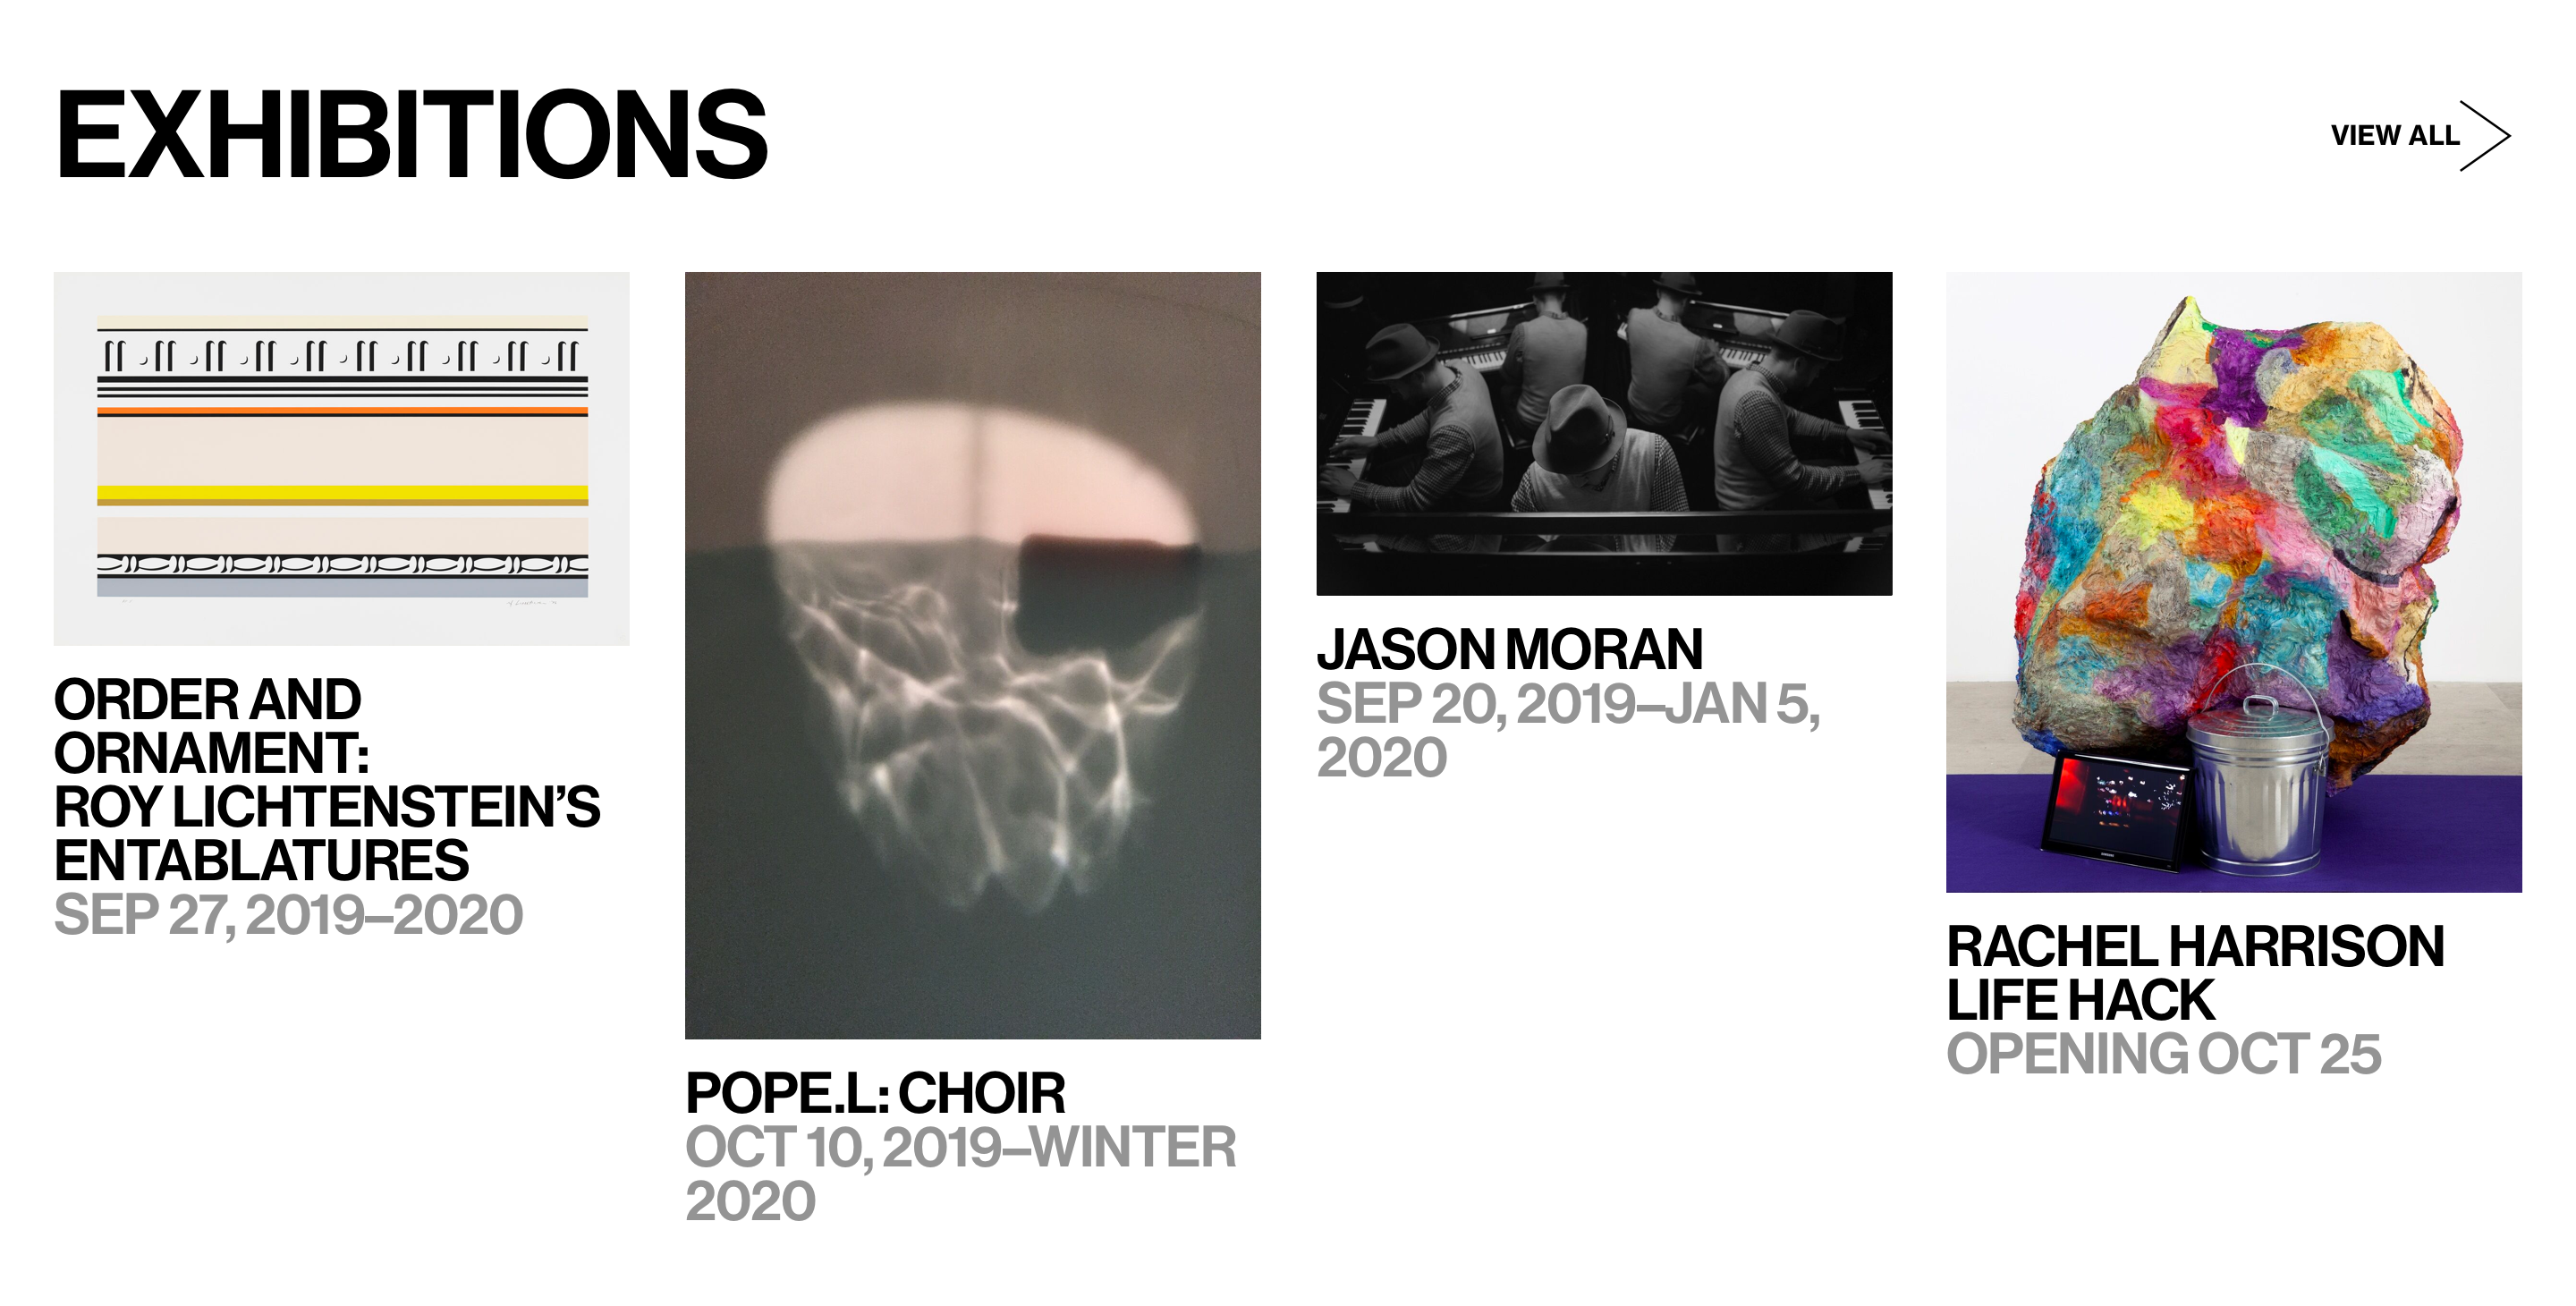 EXHIBITIONS
VIEW ALL
ORDER AND
ORNAMENT:
ROY LICHTENSTEIN’S
ENTABLATURES
SEP 27, 2019–2020
POPE.L: CHOIR
OCT 10, 2019–WINTER
2020
JASON MORAN
SEP 20, 2019–JAN 5,
2020
RACHEL HARRISON
LIFE HACK
OPENING OCT 25